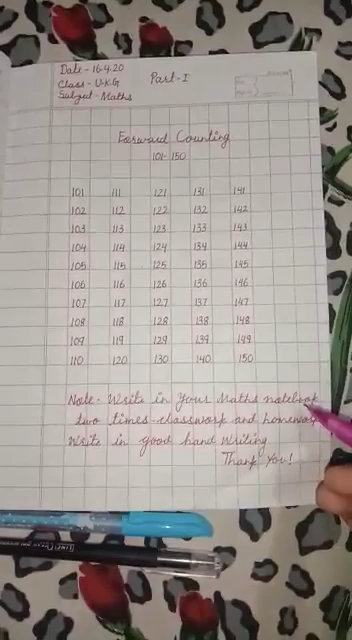 Date - 16.4.20
Part-I
Class - U.K.G
Subject - Maths
Forward Counting
101-150
101 111 121 131 141
102 112 122 132 142
103 113 123 133 143
104 114 124 134 144
105 115 125 135 145
106 116 126 136 146
107 117 127 137 147
108 118 128 138 148
109 119 129 139 149
110 120 130 140 150
Note - Write in your Maths notebook
two times - classwork and homework
Write in good hand writing
Thank You!